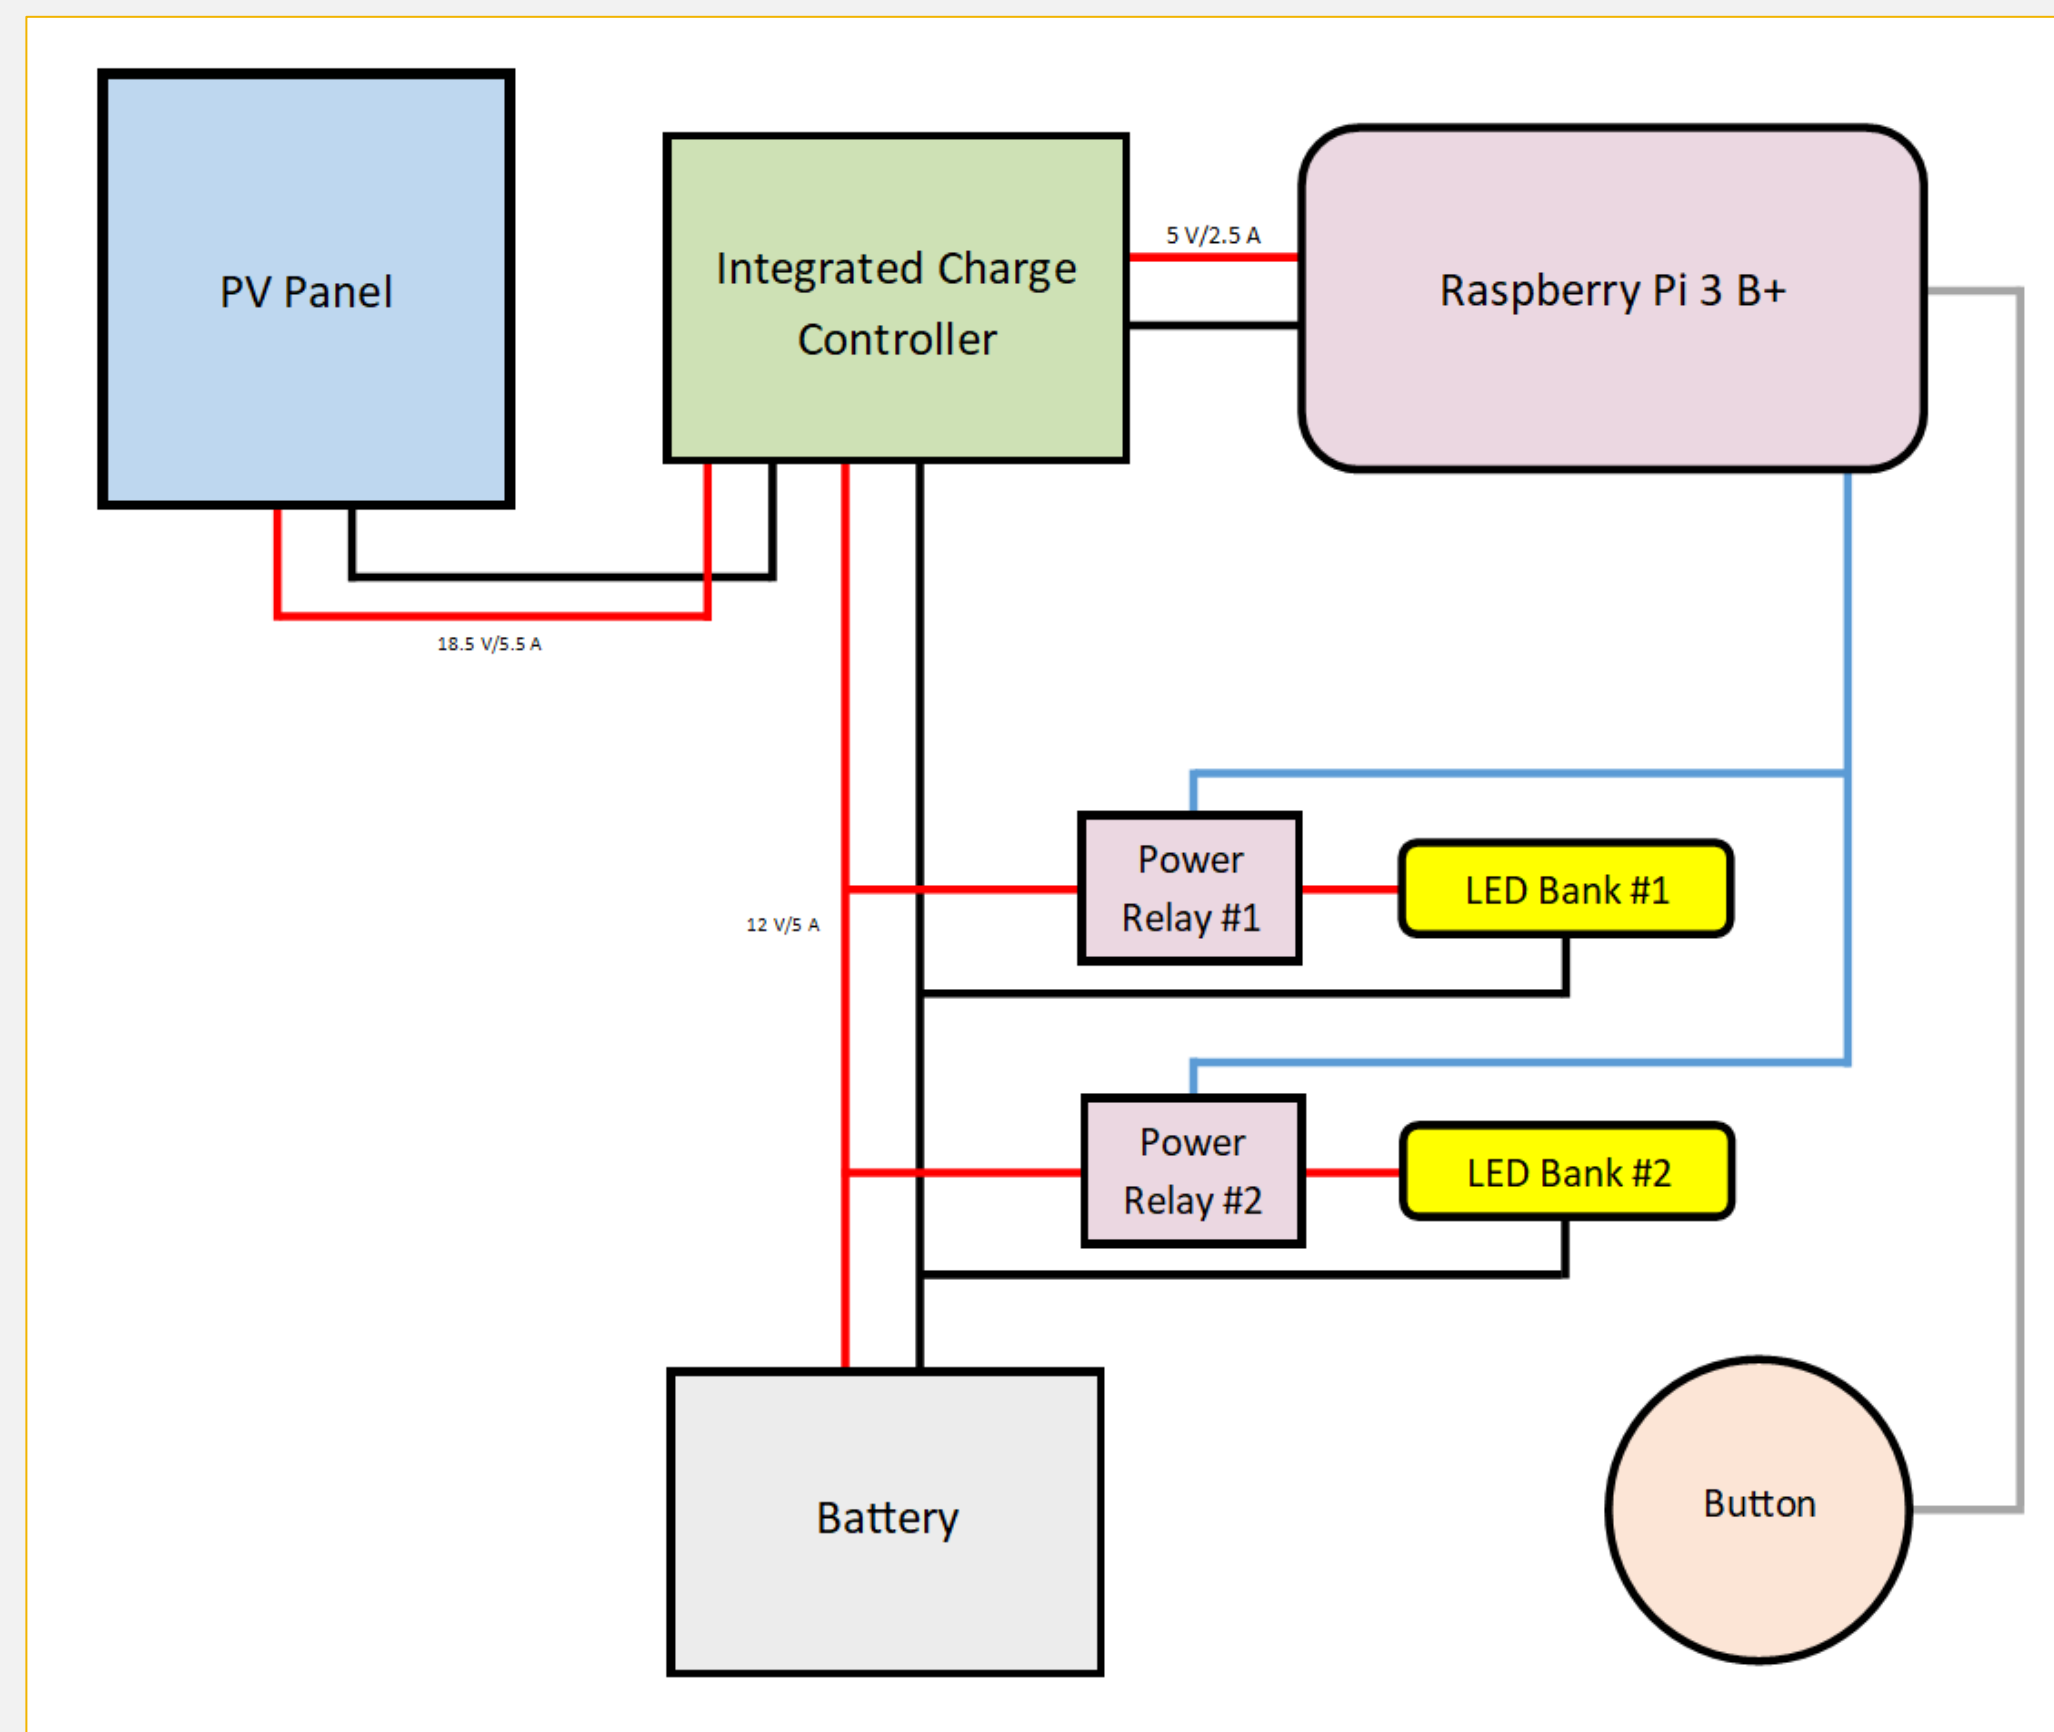 PV Panel
Integrated Charge
Controller
5 V/2.5 A
Raspberry Pi 3 B+
18.5 V/5.5 A
Power
Relay #1
LED Bank #1
12 V/5 A
Power
Relay #2
LED Bank #2
Battery
Button